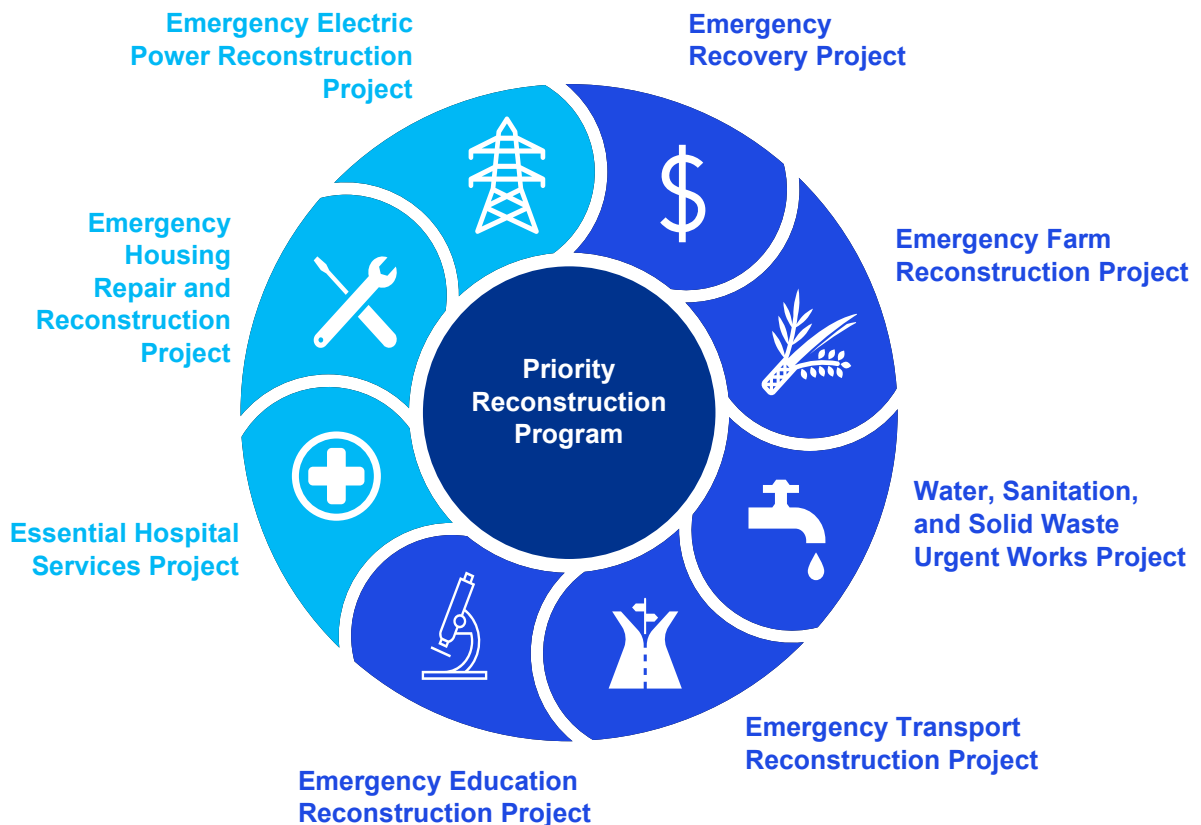 Emergency Electric
Power Reconstruction
Project
Emergency
Recovery Project
Emergency
Housing
Repair and
Reconstruction
Project
Emergency Farm
Reconstruction Project
Priority
Reconstruction
Program
Essential Hospital
Services Project
Water, Sanitation,
and Solid Waste
Urgent Works Project
Emergency Transport
Reconstruction Project
Emergency Education
Reconstruction Project